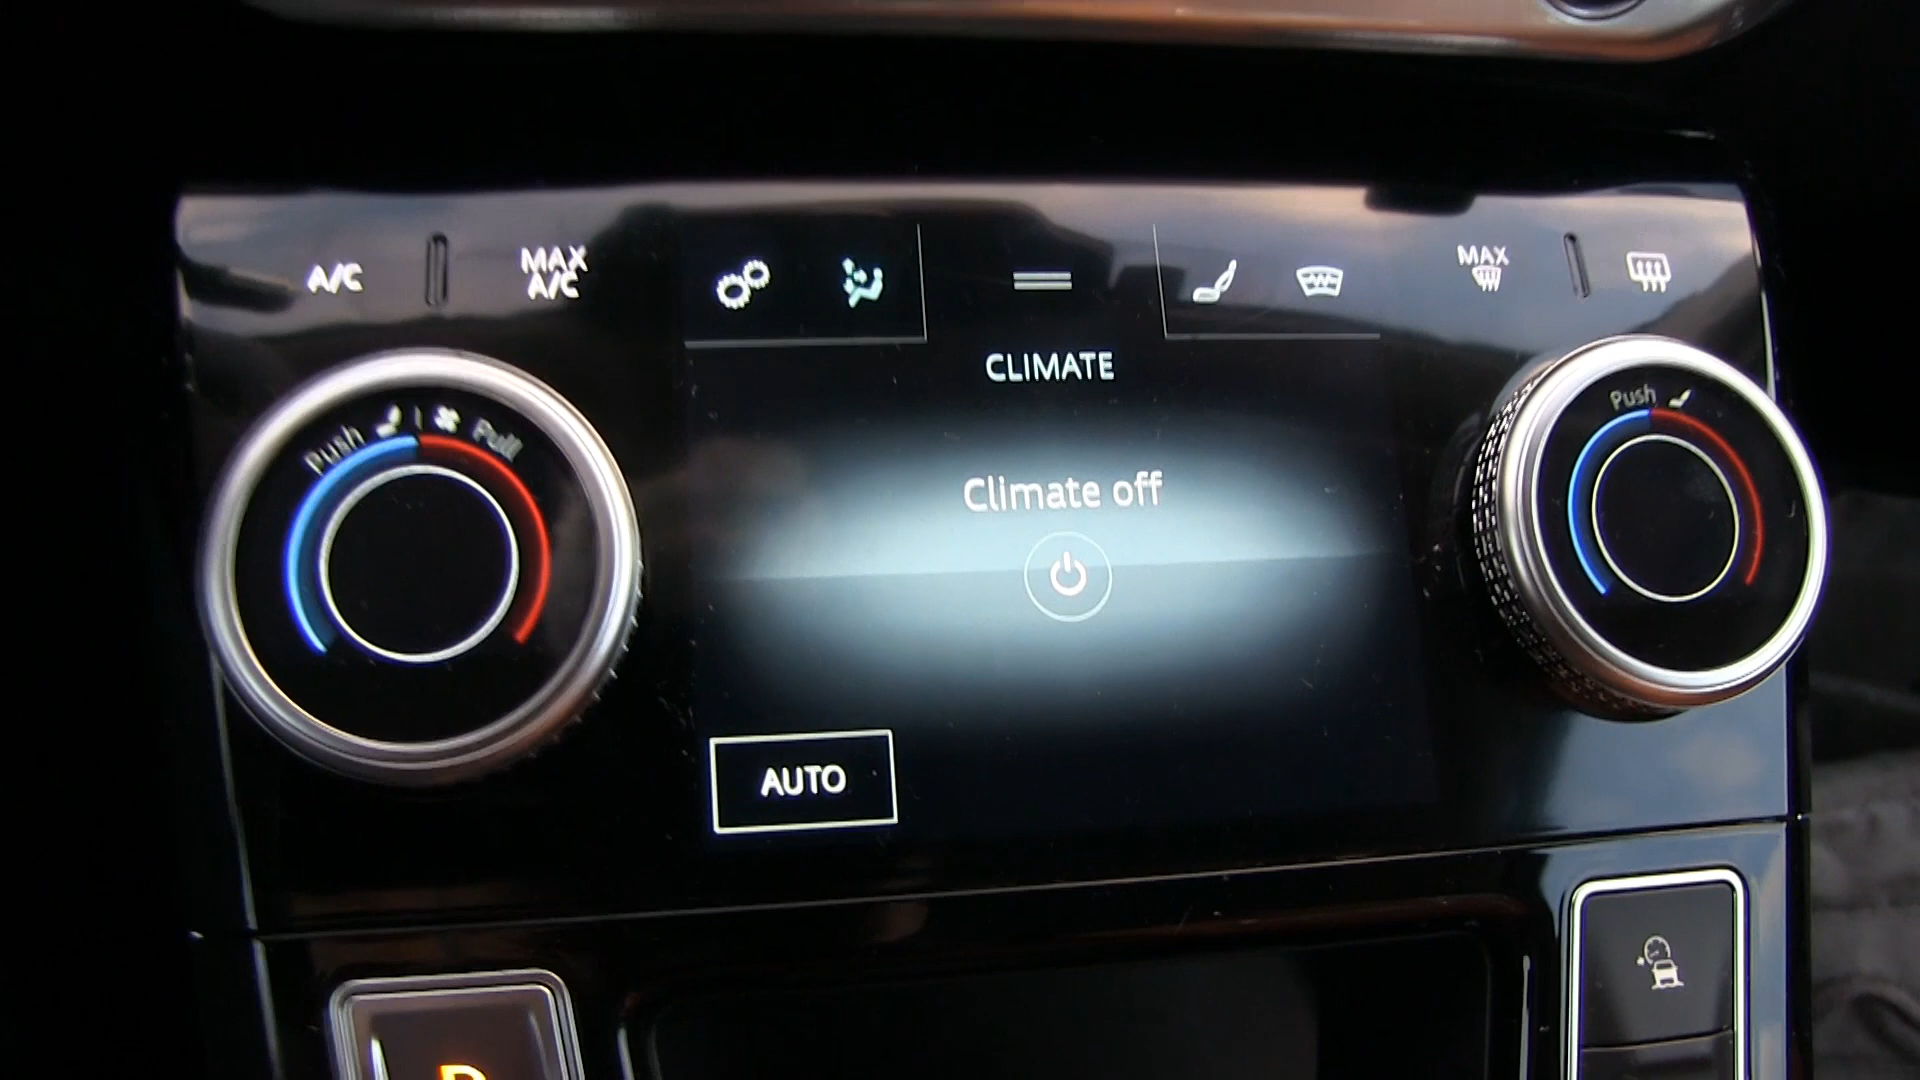 A/C
MAX
A/C
MAX
CLIMATE
Push Pull
Push
Climate off
AUTO